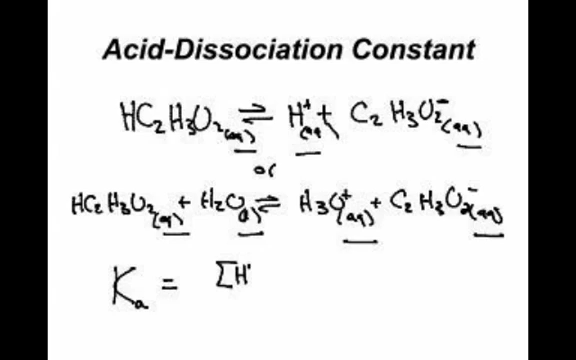 Acid-Dissociation Constant
HC₂H₃O₂(aq) ⇌ H⁺(aq) + C₂H₃O₂⁻(aq)
or
HC₂H₃O₂(aq) + H₂O(l) ⇌ H₃O⁺(aq) + C₂H₃O₂⁻(aq)
Kₐ = [H'